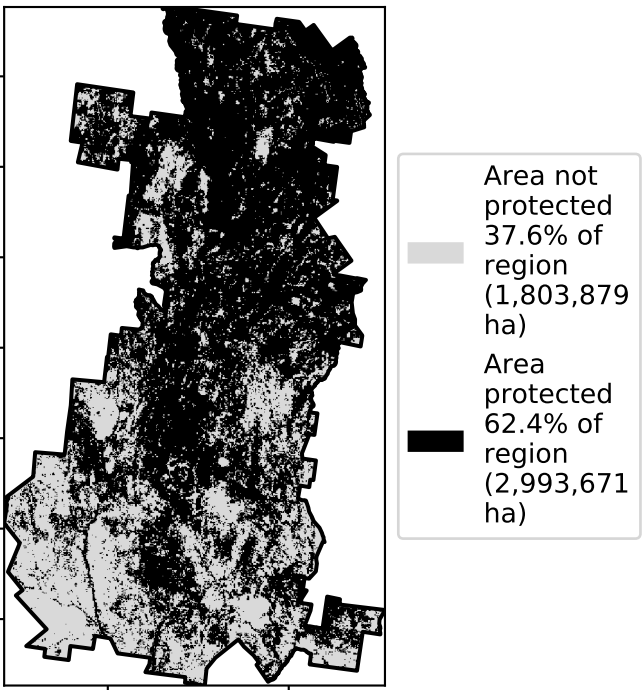 Area not
protected
37.6% of
region
(1,803,879
ha)
Area
protected
62.4% of
region
(2,993,671
ha)